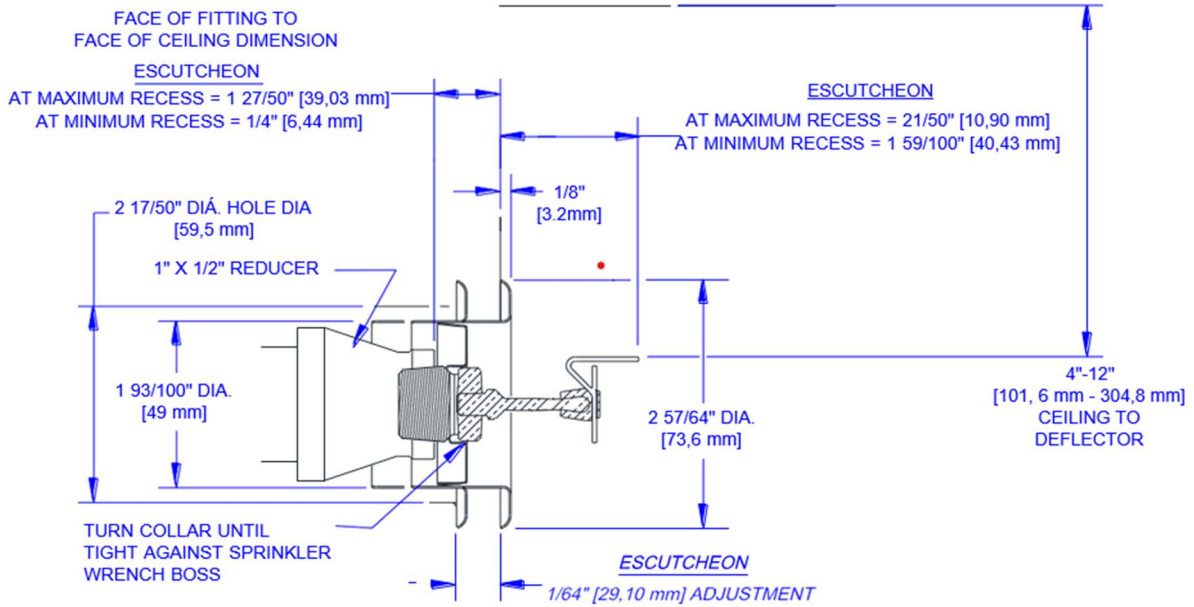 FACE OF FITTING TO
FACE OF CEILING DIMENSION
ESCUTCHEON
AT MAXIMUM RECESS = 1 27/50" [39,03 mm]
AT MINIMUM RECESS = 1/4" [6,44 mm]
ESCUTCHEON
AT MAXIMUM RECESS = 21/50" [10,90 mm]
AT MINIMUM RECESS = 1 59/100" [40,43 mm]
1/8"
[3.2mm]
2 17/50" DIÁ. HOLE DIA
[59,5 mm]
1" X 1/2" REDUCER
1 93/100" DIA.
[49 mm]
2 57/64" DIA.
[73,6 mm]
4"-12"
[101, 6 mm - 304,8 mm]
CEILING TO
DEFLECTOR
TURN COLLAR UNTIL
TIGHT AGAINST SPRINKLER
WRENCH BOSS
ESCUTCHEON
1/64" [29,10 mm] ADJUSTMENT